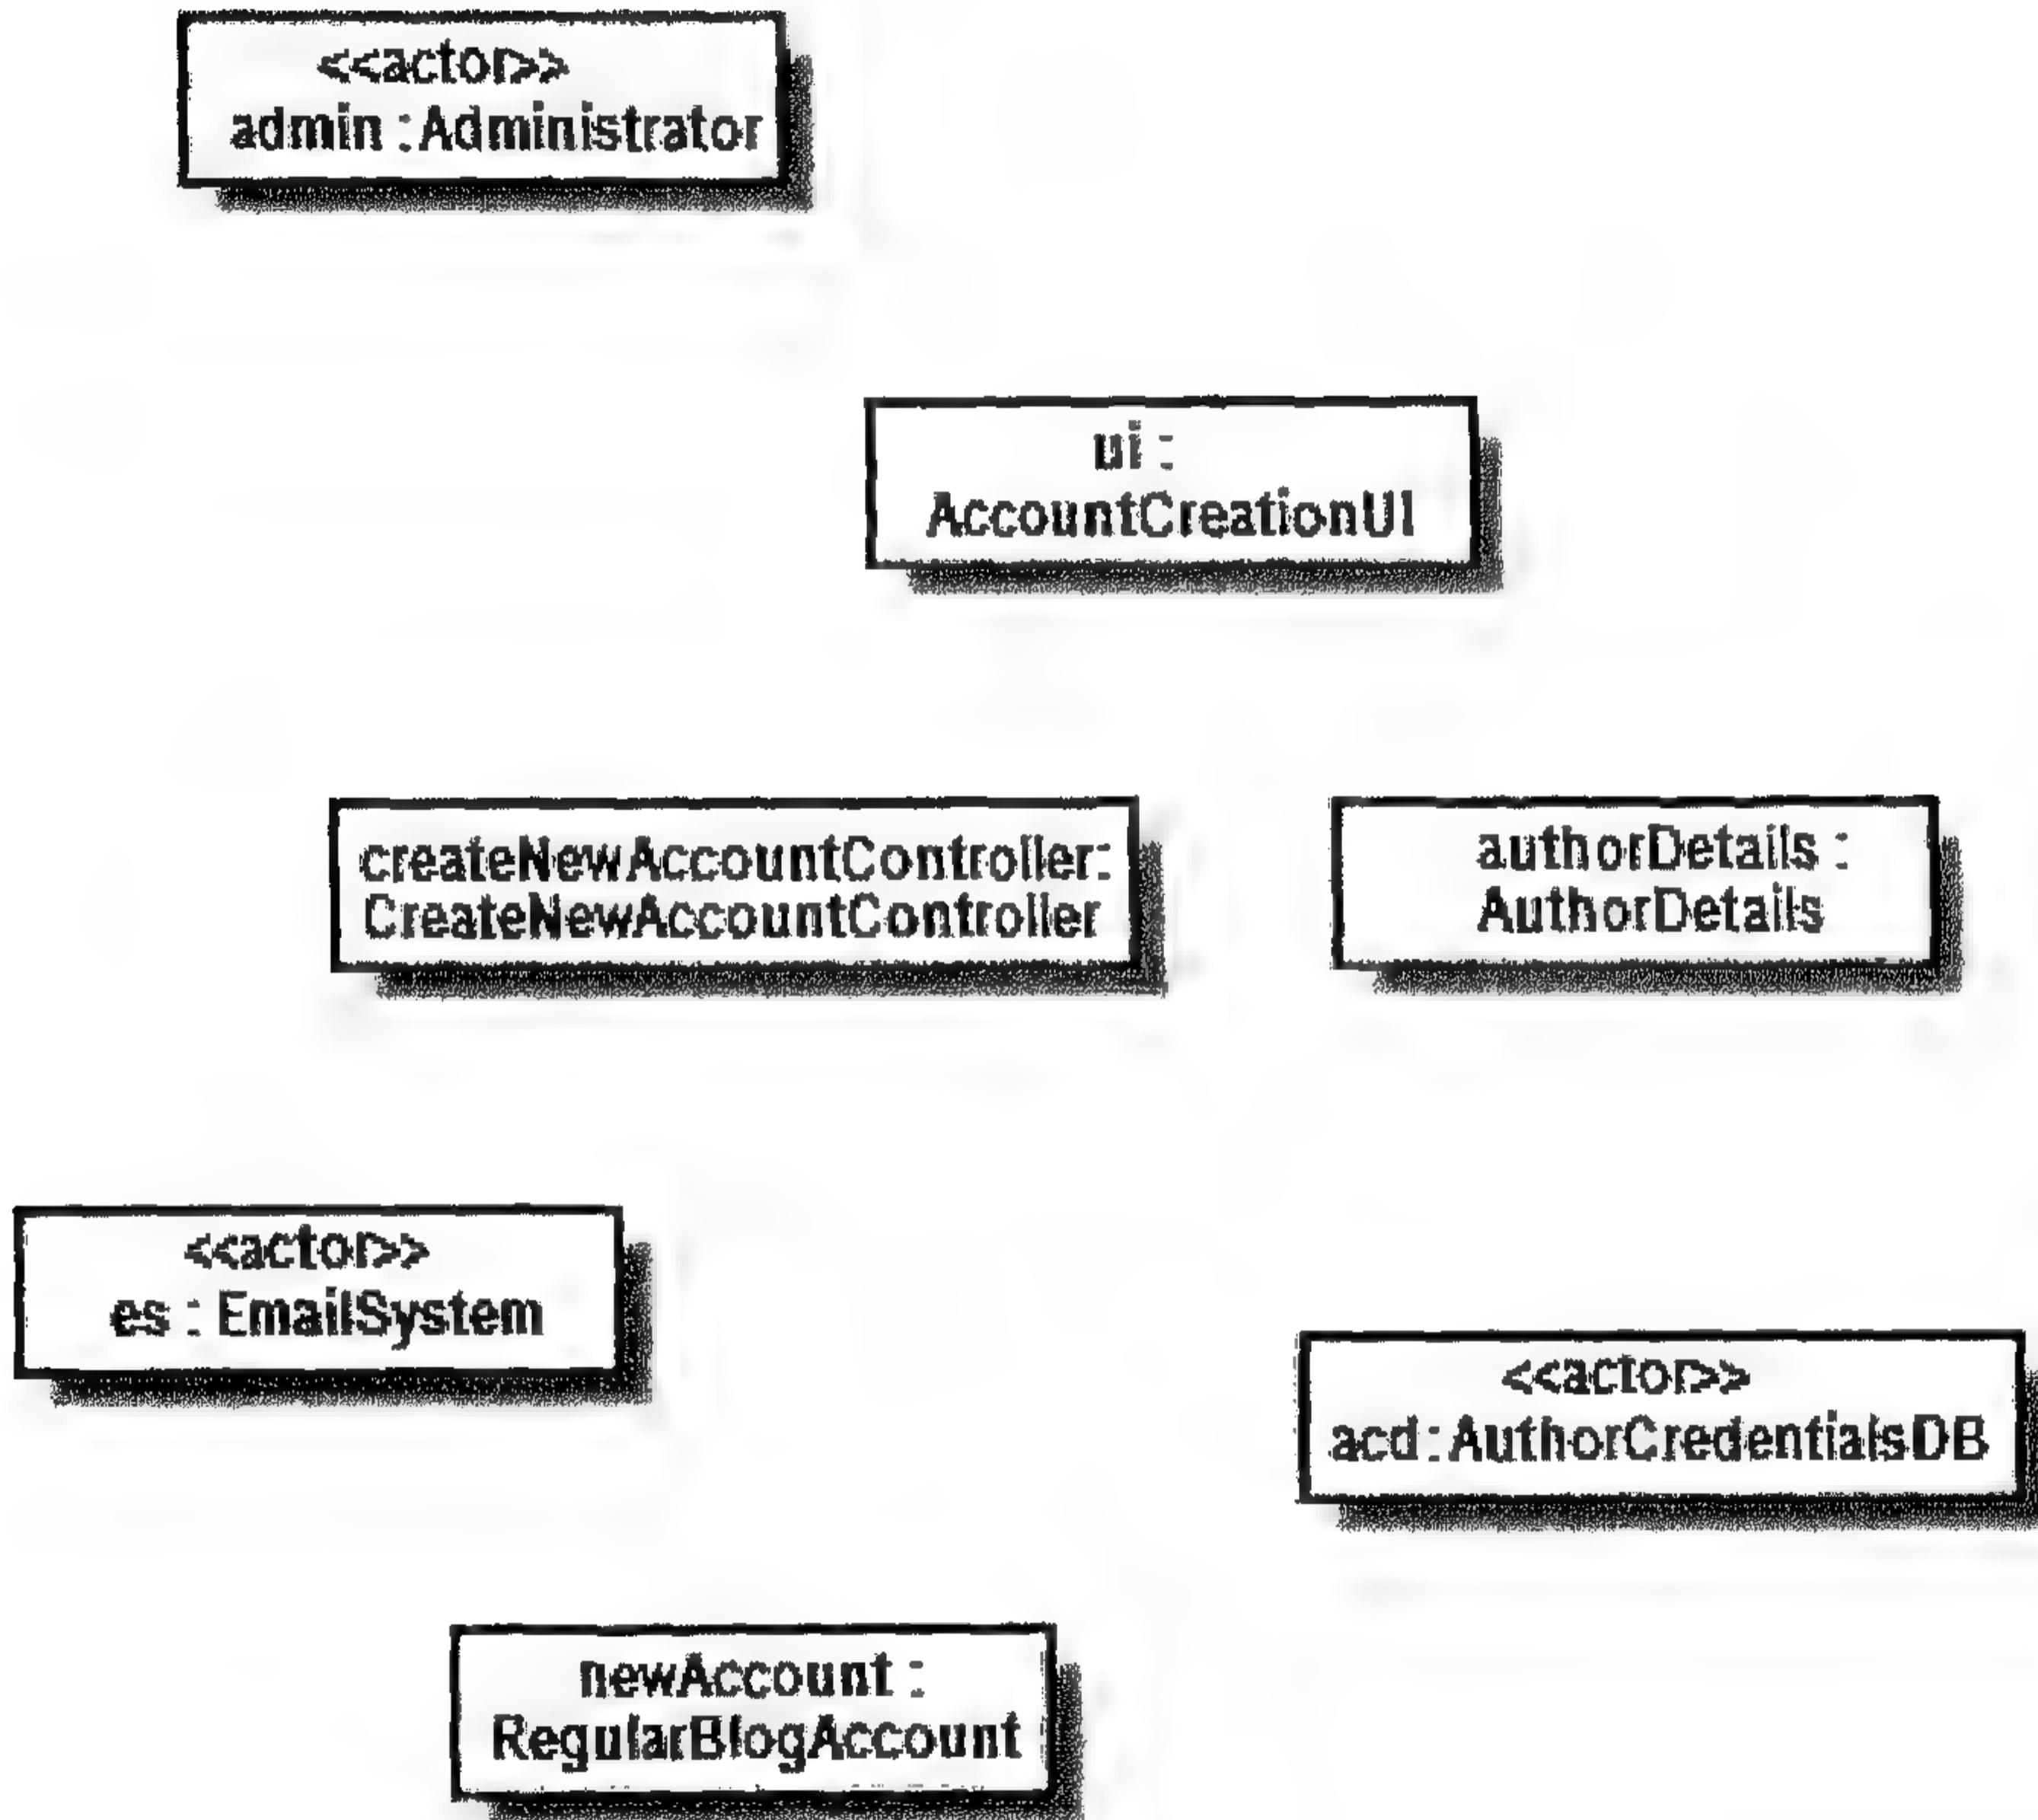 <<actor>>
admin : Administrator
ui :
AccountCreationUI
createNewAccountController:
CreateNewAccountController
authorDetails :
AuthorDetails
<<actor>>
es : EmailSystem
<<actor>>
acd : AuthorCredentialsDB
newAccount :
RegularBlogAccount